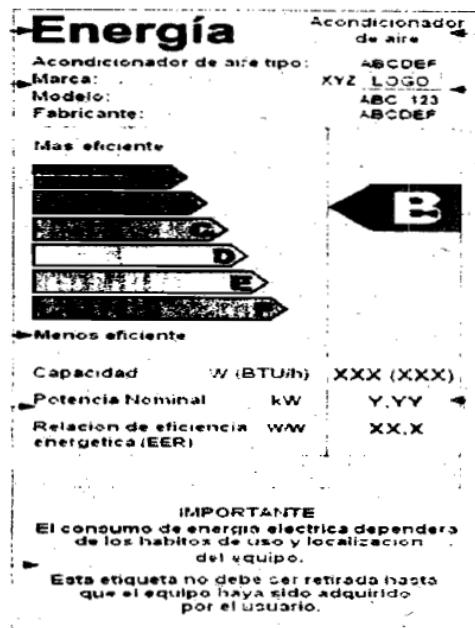 Energía
Acondicionador
de aire
Acondicionador de aire tipo: ABCDEF
Marca: XYZ LOGO
Modelo: ABC 123
Fabricante: ABCDEF
Mas eficiente
B
C
D
E
F
Menos eficiente
Capacidad W (BTU/h) XXX (XXX)
Potencia Nominal kW Y.YY
Relacion de eficiencia W/W XX.X
energetica (EER)
IMPORTANTE
El consumo de energia electrica dependera
de los habitos de uso y localizacion
del equipo.
Esta etiqueta no debe ser retirada hasta
que el equipo haya sido adquirido
por el usuario.